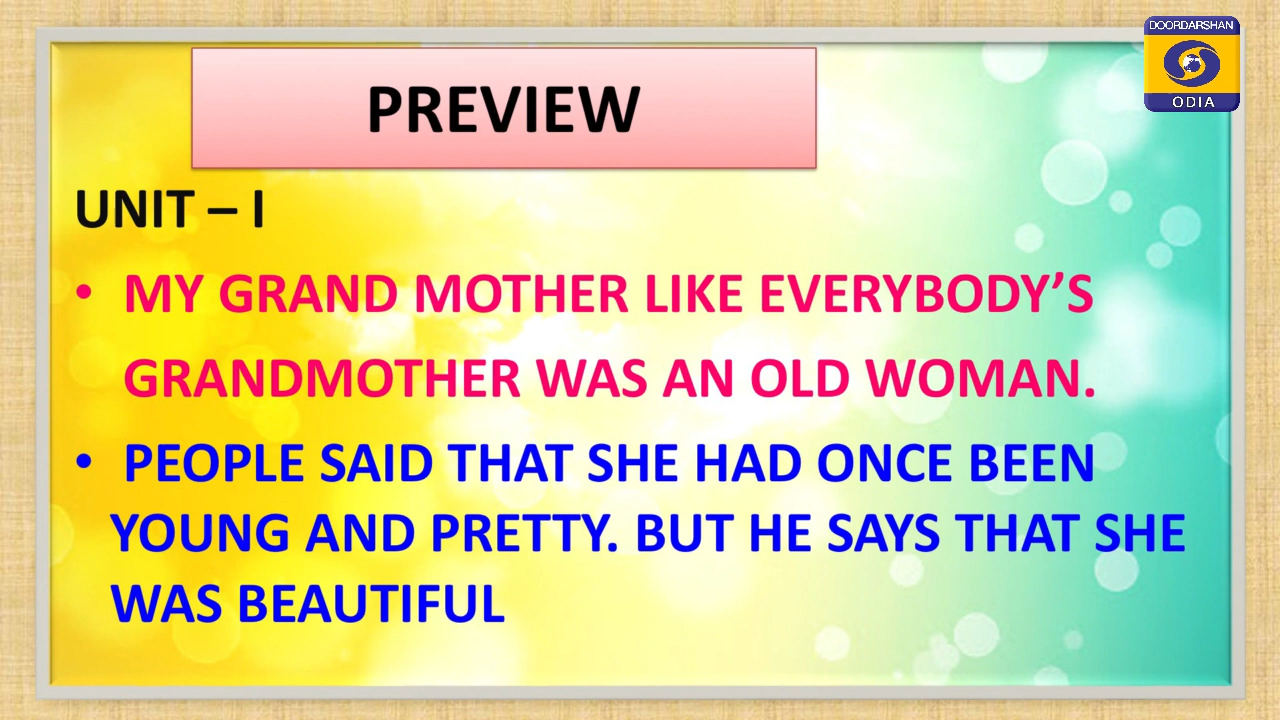 DOORDARSHAN
ODIA
PREVIEW
UNIT – I
• MY GRAND MOTHER LIKE EVERYBODY’S
GRANDMOTHER WAS AN OLD WOMAN.
• PEOPLE SAID THAT SHE HAD ONCE BEEN
YOUNG AND PRETTY. BUT HE SAYS THAT SHE
WAS BEAUTIFUL